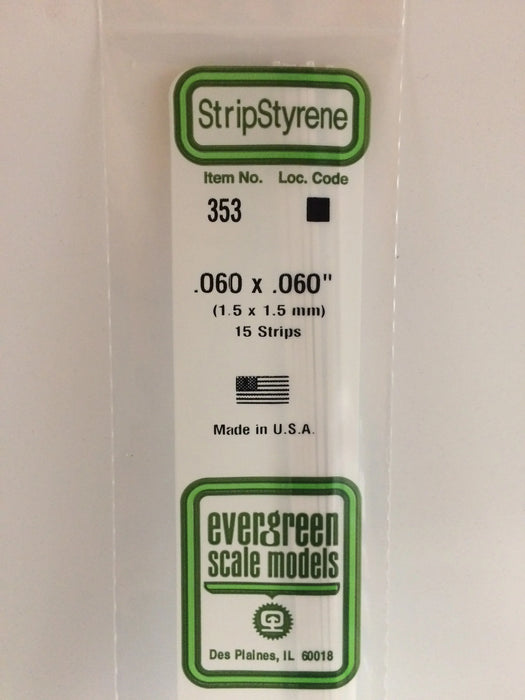 StripStyrene
Item No. Loc. Code
353
.060 x .060"
(1.5 x 1.5 mm)
15 Strips
Made in U.S.A.
evergreen
scale models
Des Plaines, IL 60018